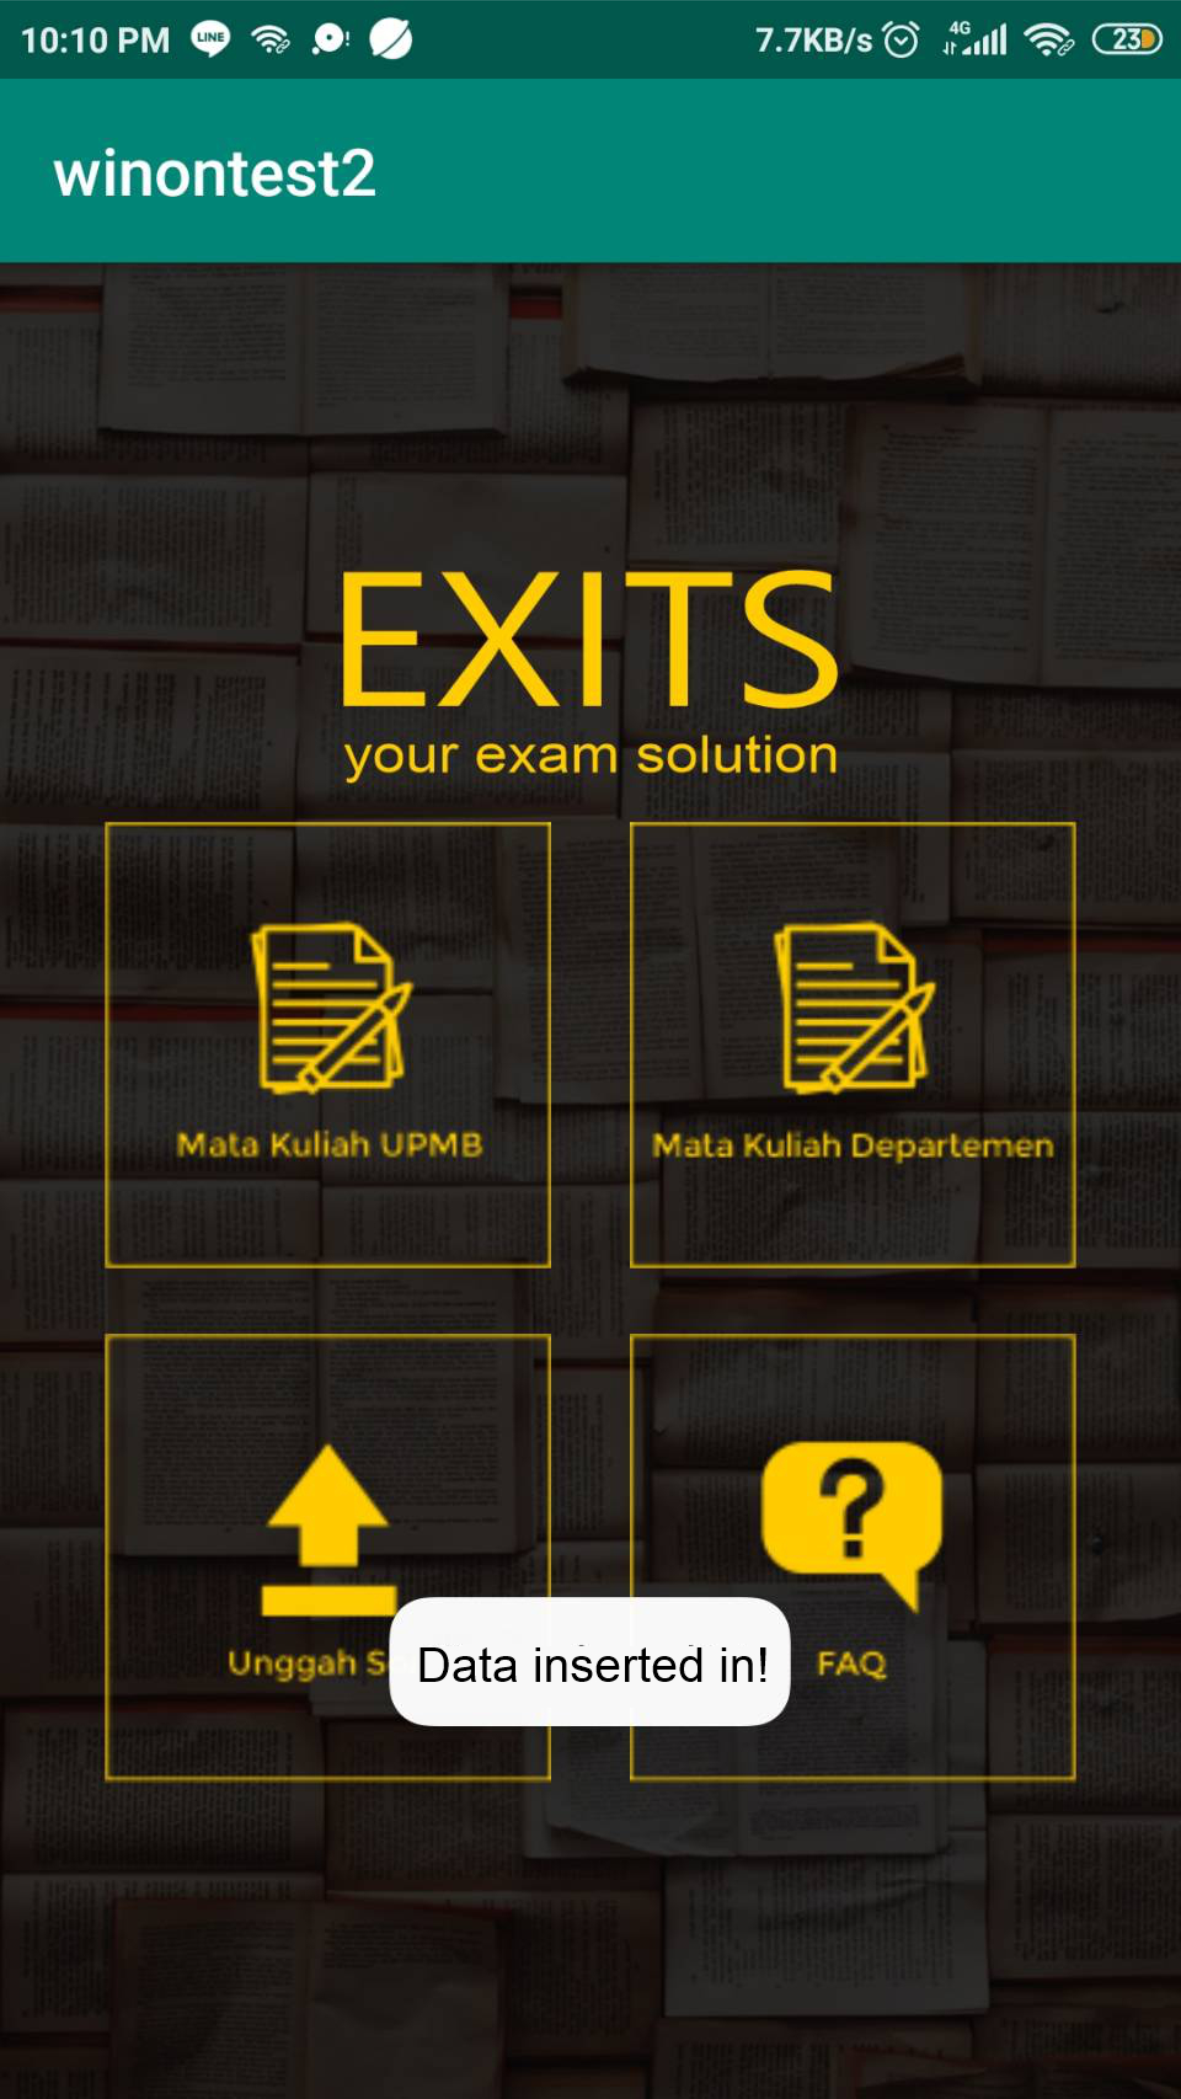 10:10 PM LINE 7.7KB/s 4G 23
winontest2
EXITS
your exam solution
Mata Kuliah UPMB
Mata Kuliah Departemen
Unggah S
Data inserted in!
FAQ